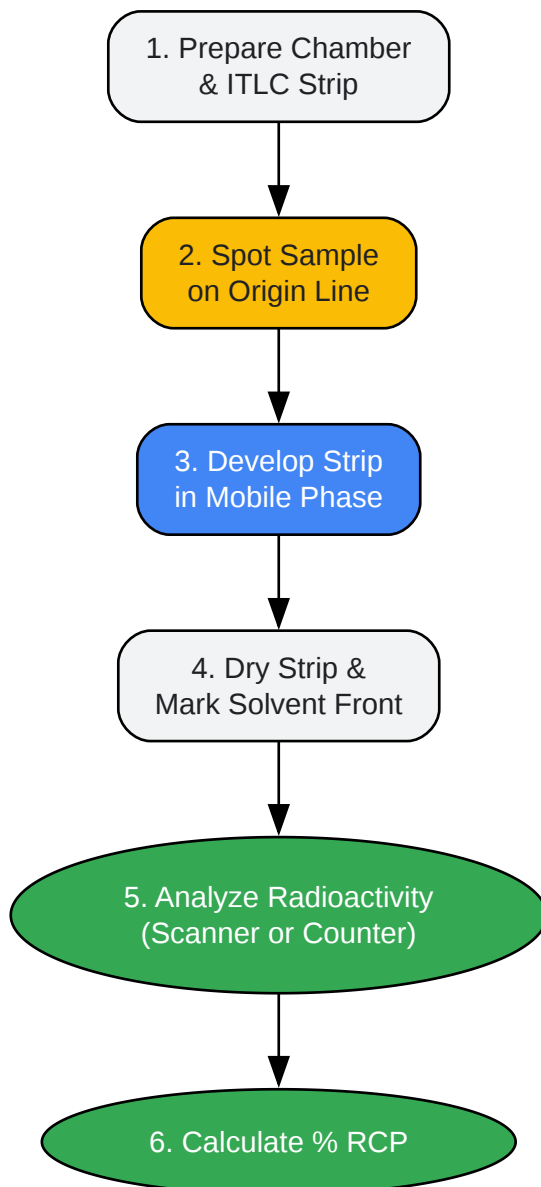 1. Prepare Chamber
& ITLC Strip
2. Spot Sample
on Origin Line
3. Develop Strip
in Mobile Phase
4. Dry Strip &
Mark Solvent Front
5. Analyze Radioactivity
(Scanner or Counter)
6. Calculate % RCP